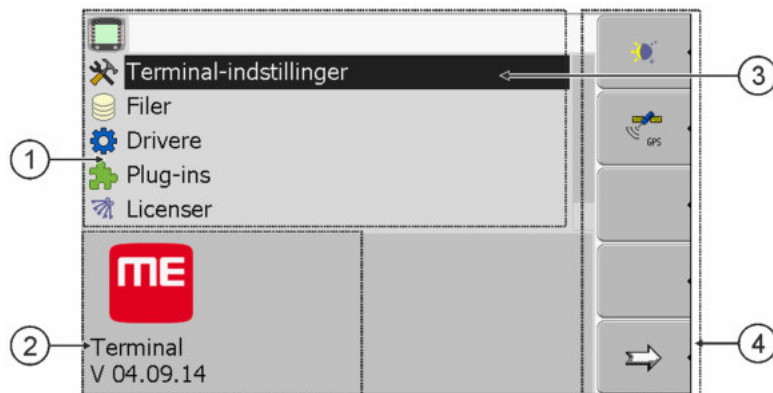 Terminal-indstillinger
Filer
Drivere
Plug-ins
Licenser
ME
Terminal
V 04.09.14
GPS
1
2
3
4